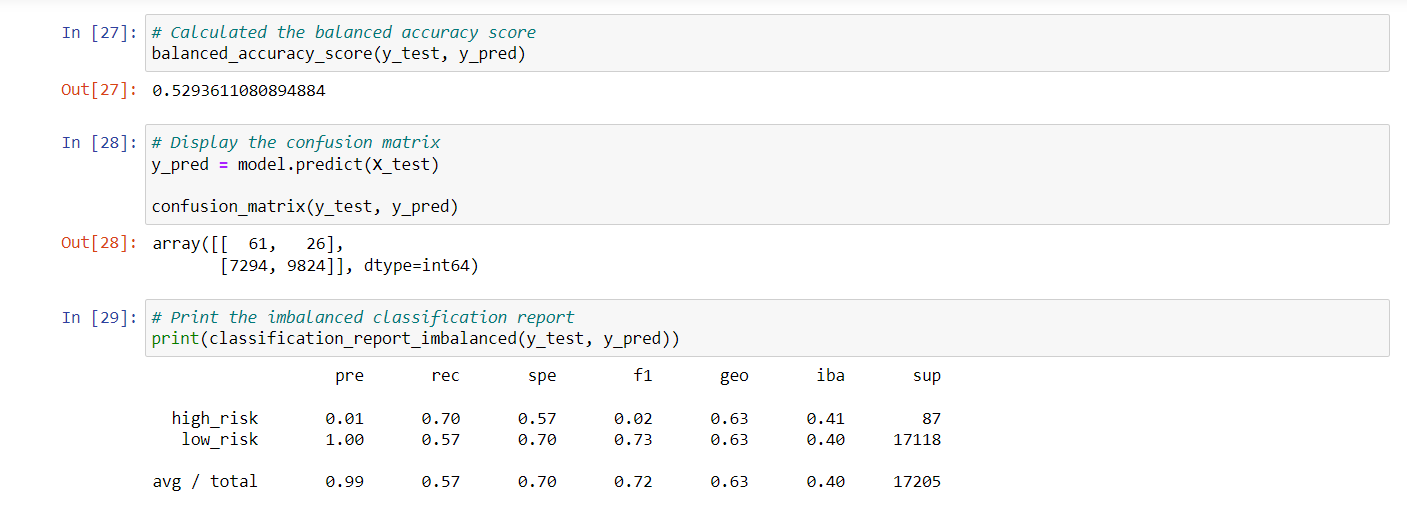 In [27]: # Calculated the balanced accuracy score
balanced_accuracy_score(y_test, y_pred)
Out[27]: 0.5293611080894884
In [28]: # Display the confusion matrix
y_pred = model.predict(X_test)
confusion_matrix(y_test, y_pred)
Out[28]: array([[  61,   26],
       [7294, 9824]], dtype=int64)
In [29]: # Print the imbalanced classification report
print(classification_report_imbalanced(y_test, y_pred))
pre rec spe f1 geo iba sup
high_risk 0.01 0.70 0.57 0.02 0.63 0.41 87
low_risk 1.00 0.57 0.70 0.73 0.63 0.40 17118
avg / total 0.99 0.57 0.70 0.72 0.63 0.40 17205